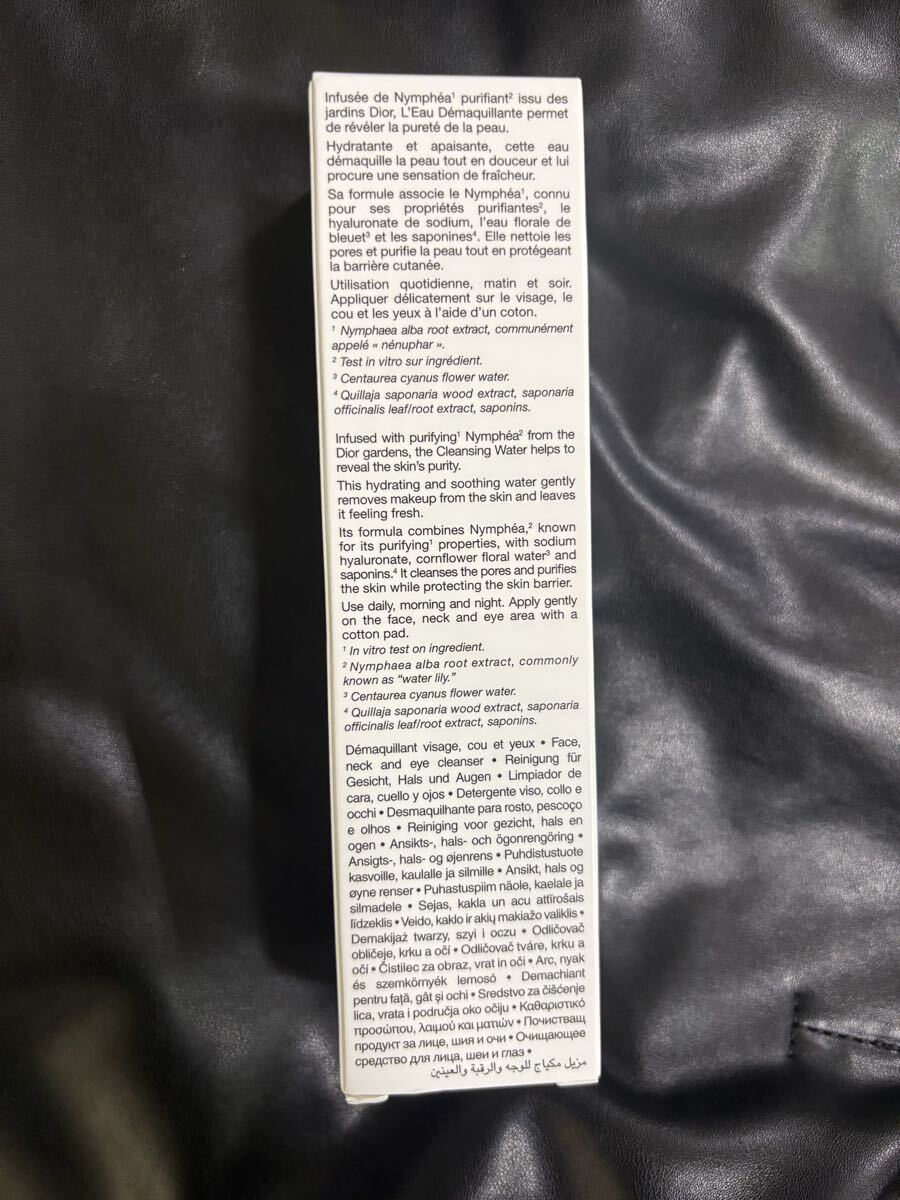 Infusée de Nymphéa¹ purifiant² issu des
jardins Dior, L'Eau Démaquillante permet
de révéler la pureté de la peau.
Hydratante et apaisante, cette eau
démaquille la peau tout en douceur et lui
procure une sensation de fraîcheur.
Sa formule associe le Nymphéa¹, connu
pour ses propriétés purifiantes², le
hyaluronate de sodium, l'eau florale de
bleuet³ et les saponines⁴. Elle nettoie les
pores et purifie la peau tout en protégeant
la barrière cutanée.
Utilisation quotidienne, matin et soir.
Appliquer délicatement sur le visage, le
cou et les yeux à l'aide d'un coton.
¹ Nymphaea alba root extract, communément
appelé « nénuphar ».
² Test in vitro sur ingrédient.
³ Centaurea cyanus flower water.
⁴ Quillaja saponaria wood extract, saponaria
officinalis leaf/root extract, saponins.
Infused with purifying¹ Nymphéa² from the
Dior gardens, the Cleansing Water helps to
reveal the skin's purity.
This hydrating and soothing water gently
removes makeup from the skin and leaves
it feeling fresh.
Its formula combines Nymphéa,² known
for its purifying¹ properties, with sodium
hyaluronate, cornflower floral water³ and
saponins.⁴ It cleanses the pores and purifies
the skin while protecting the skin barrier.
Use daily, morning and night. Apply gently
on the face, neck and eye area with a
cotton pad.
¹ In vitro test on ingredient.
² Nymphaea alba root extract, commonly
known as “water lily.”
³ Centaurea cyanus flower water.
⁴ Quillaja saponaria wood extract, saponaria
officinalis leaf/root extract, saponins.
Démaquillant visage, cou et yeux • Face,
neck and eye cleanser • Reinigung für
Gesicht, Hals und Augen • Limpiador de
cara, cuello y ojos • Detergente viso, collo e
occhi • Desmaquilhante para rosto, pescoço
e olhos • Reiniging voor gezicht, hals en
ogen • Ansikts-, hals- och ögonrengöring •
Ansigts-, hals- og øjenrens • Puhdistustuote
kasvoille, kaulalle ja silmille • Ansikt, hals og
øyne renser • Puhastuspiim näole, kaelale ja
silmadele • Sejas, kakla un acu attīrošais
līdzeklis • Veido, kaklo ir akių makiažo valiklis •
Demakijaż twarzy, szyi i oczu • Odličovač
obličeje, krku a očí • Odličovač tváre, krku a
očí • Čistilec za obraz, vrat in oči • Arc, nyak
és szemkörnyék lemosó • Demachiant
pentru față, gât și ochi • Sredstvo za čišćenje
lica, vrata i područja oko očiju • Καθαριστικό
προσώπου, λαιμού και ματιών • Почистващ
продукт за лице, шия и очи • Очищающее
средство для лица, шеи и глаз •
مزيل مكياج للوجه والرقبة والعينين